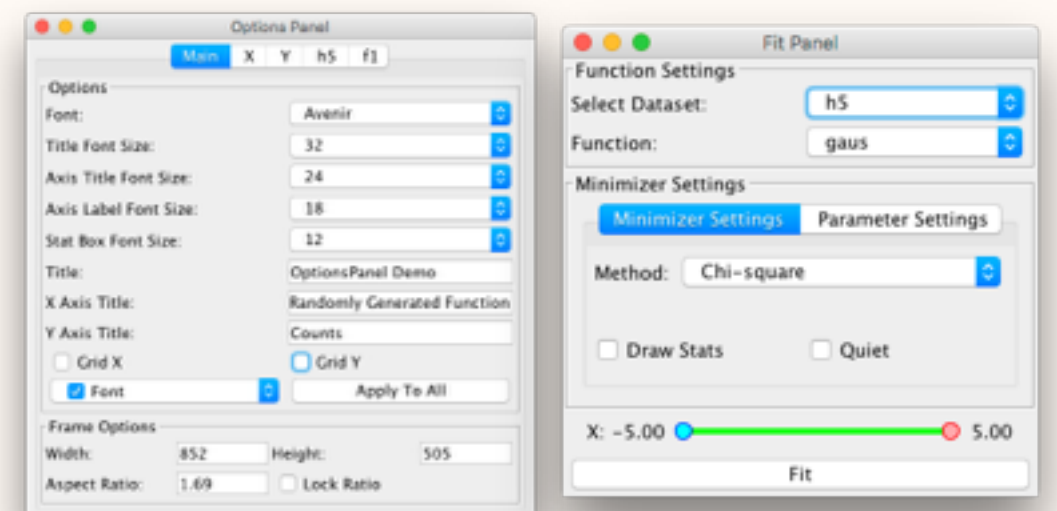 Options Panel
Main X Y h5 f1
Options
Font: Avenir
Title Font Size: 32
Axis Title Font Size: 24
Axis Label Font Size: 18
Stat Box Font Size: 12
Title: OptionsPanel Demo
X Axis Title: Randomly Generated Function
Y Axis Title: Counts
Grid X Grid Y
Font Apply To All
Frame Options
Width: 852 Height: 505
Aspect Ratio: 1.69 Lock Ratio
Fit Panel
Function Settings
Select Dataset: h5
Function: gaus
Minimizer Settings
Minimizer Settings Parameter Settings
Method: Chi-square
Draw Stats Quiet
X: -5.00 5.00
Fit